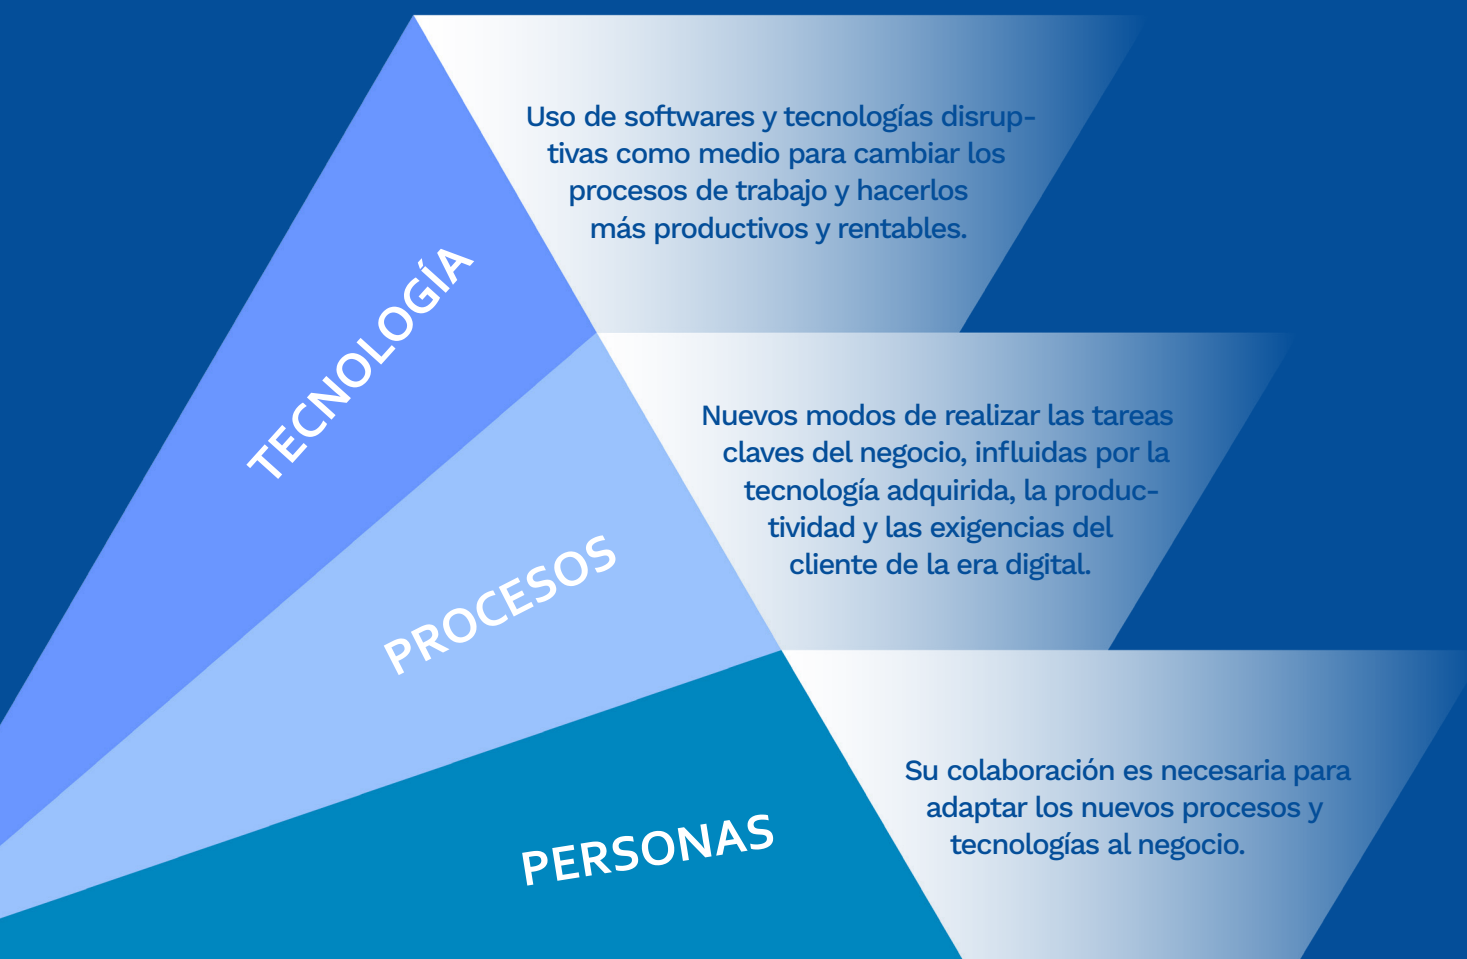 TECNOLOGÍA
Uso de softwares y tecnologías disrup-
tivas como medio para cambiar los
procesos de trabajo y hacerlos
más productivos y rentables.
PROCESOS
Nuevos modos de realizar las tareas
claves del negocio, influidas por la
tecnología adquirida, la produc-
tividad y las exigencias del
cliente de la era digital.
PERSONAS
Su colaboración es necesaria para
adaptar los nuevos procesos y
tecnologías al negocio.